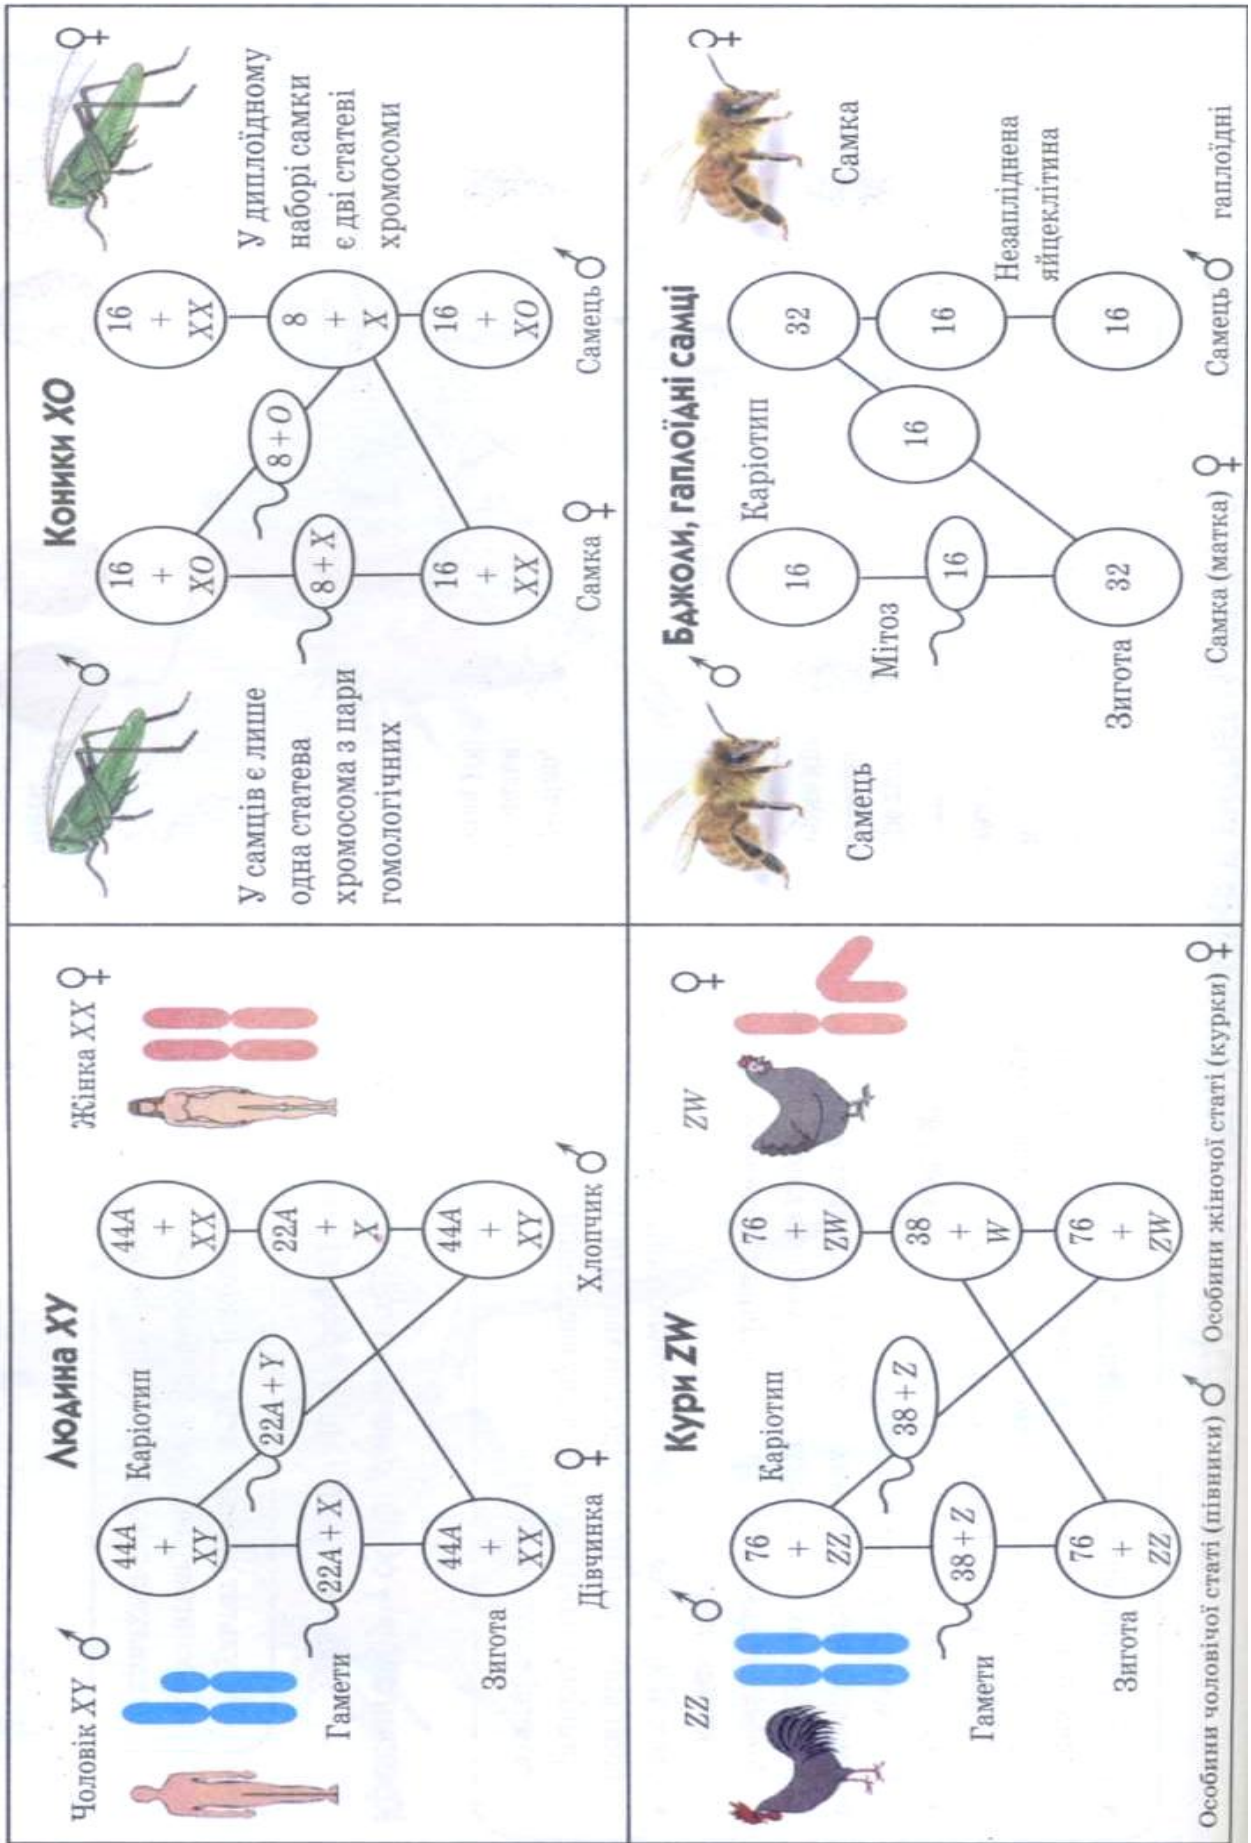 Людина XY
Чоловік XY ♂
Жінка XX ♀
Каріотип
44A
+
XY
44A
+
XX
22A + Y
22A + X
22A
+
X
Гамети
44A
+
XX
44A
+
XY
Зигота
Дівчинка ♀
Хлопчик ♂
Коники XO
♂
♀
16
+
XO
16
+
XX
8 + O
8 + X
8
+
X
У самців є лише
одна статева
хромосома з пари
гомологічних
У диплоїдному
наборі самки
є дві статеві
хромосоми
16
+
XX
16
+
XO
Самка ♀
Самець ♂
Кури ZW
ZZ
♂
ZW
♀
Каріотип
76
+
ZZ
76
+
ZW
38 + Z
38 + Z
38
+
W
Гамети
76
+
ZZ
76
+
ZW
Зигота
Особини чоловічої статі (півники) ♂
Особини жіночої статі (курки) ♀
Бджоли, гаплоїдні самці
♂
♀
Самець
Самка
Каріотип
16
32
Мітоз
16
16
16
Незапліднена
яйцеклітина
Зигота
32
16
Самка (матка) ♀
Самець ♂
гаплоїдні